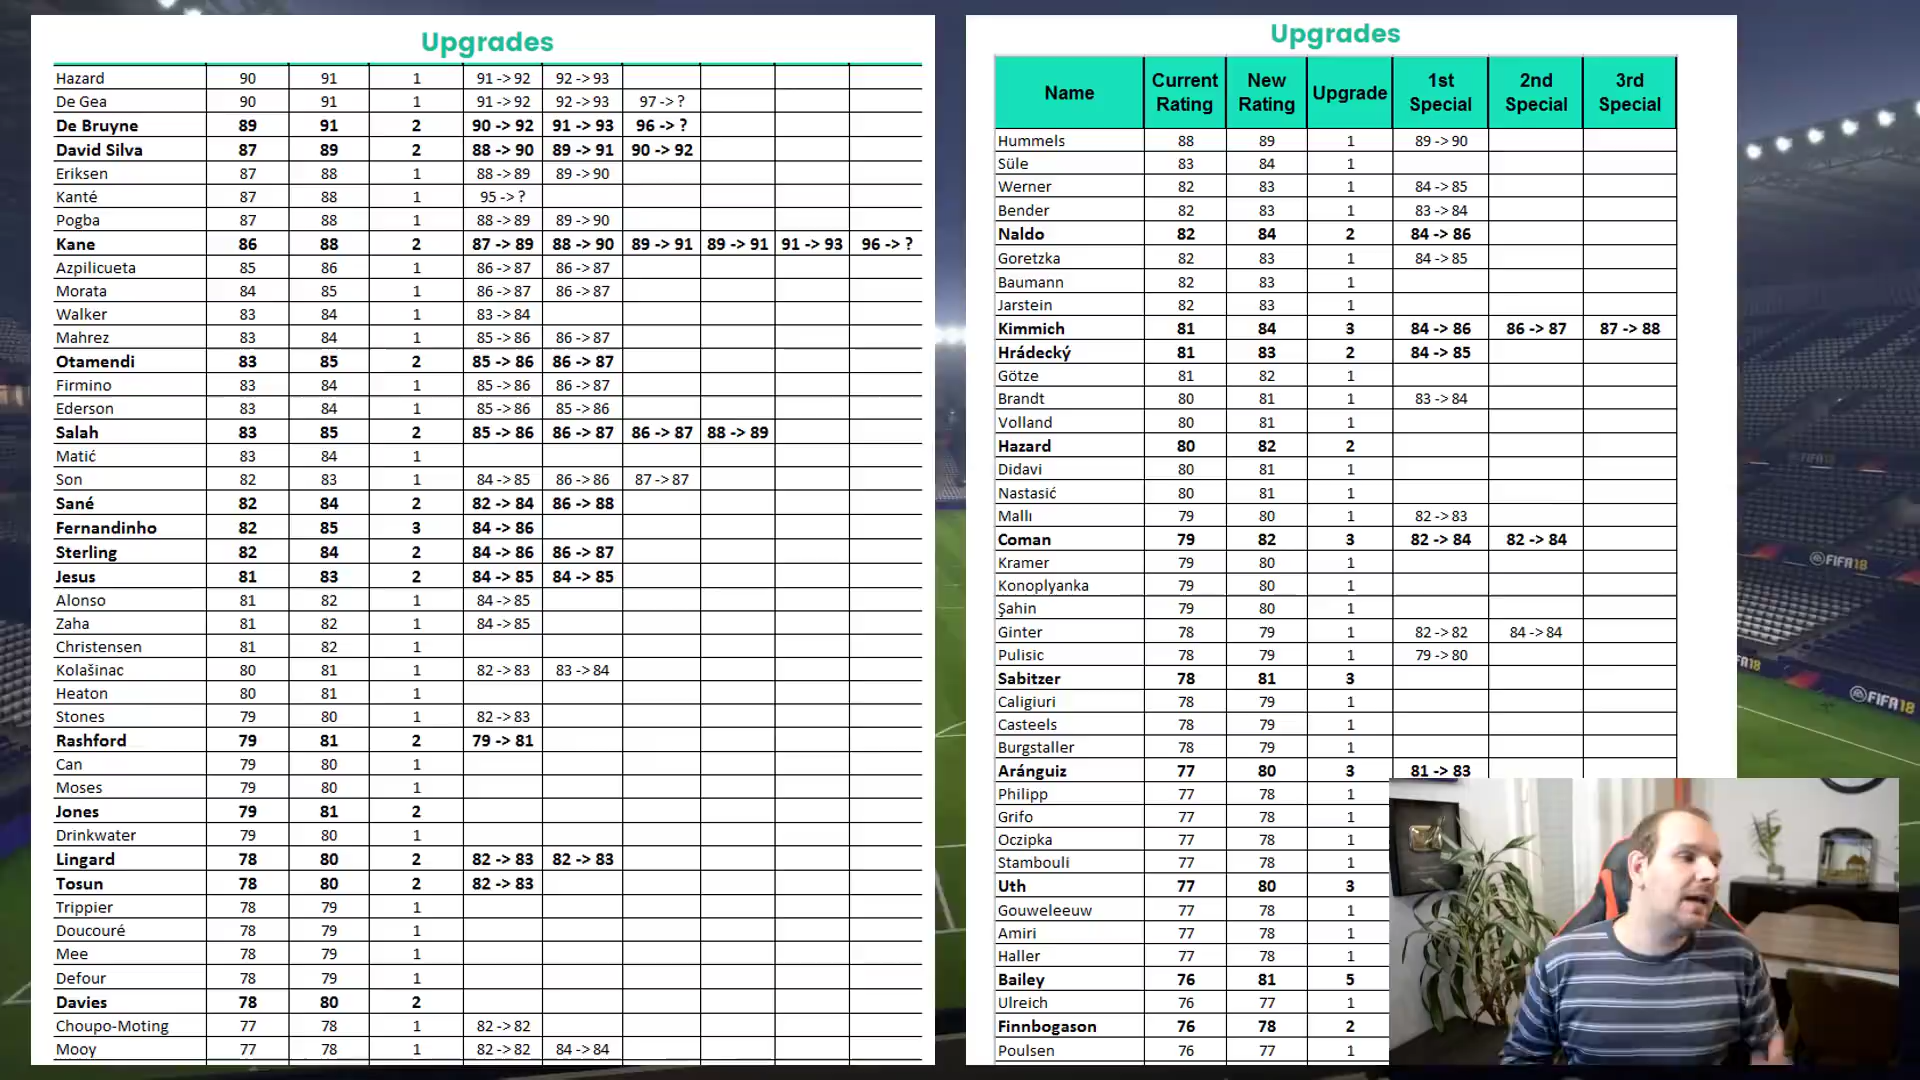 Upgrades
Hazard 90 91 1 91 -> 92 92 -> 93
De Gea 90 91 1 91 -> 92 92 -> 93 97 -> ?
De Bruyne 89 91 2 90 -> 92 91 -> 93 96 -> ?
David Silva 87 89 2 88 -> 90 89 -> 91 90 -> 92
Eriksen 87 88 1 88 -> 89 89 -> 90
Kanté 87 88 1 95 -> ?
Pogba 87 88 1 88 -> 89 89 -> 90
Kane 86 88 2 87 -> 89 88 -> 90 89 -> 91 89 -> 91 91 -> 93 96 -> ?
Azpilicueta 85 86 1 86 -> 87 86 -> 87
Morata 84 85 1 86 -> 87 86 -> 87
Walker 83 84 1 83 -> 84
Mahrez 83 84 1 85 -> 86 86 -> 87
Otamendi 83 85 2 85 -> 86 86 -> 87
Firmino 83 84 1 85 -> 86 86 -> 87
Ederson 83 84 1 85 -> 86 85 -> 86
Salah 83 85 2 85 -> 86 86 -> 87 86 -> 87 88 -> 89
Matić 83 84 1
Son 82 83 1 84 -> 85 86 -> 86 87 -> 87
Sané 82 84 2 82 -> 84 86 -> 88
Fernandinho 82 85 3 84 -> 86
Sterling 82 84 2 84 -> 86 86 -> 87
Jesus 81 83 2 84 -> 85 84 -> 85
Alonso 81 82 1 84 -> 85
Zaha 81 82 1 84 -> 85
Christensen 81 82 1
Kolašinac 80 81 1 82 -> 83 83 -> 84
Heaton 80 81 1
Stones 79 80 1 82 -> 83
Rashford 79 81 2 79 -> 81
Can 79 80 1
Moses 79 80 1
Jones 79 81 2
Drinkwater 79 80 1
Lingard 78 80 2 82 -> 83 82 -> 83
Tosun 78 80 2 82 -> 83
Trippier 78 79 1
Doucouré 78 79 1
Mee 78 79 1
Defour 78 79 1
Davies 78 80 2
Choupo-Moting 77 78 1 82 -> 82
Mooy 77 78 1 82 -> 82 84 -> 84
Upgrades
Name Current Rating New Rating Upgrade 1st Special 2nd Special 3rd Special
Hummels 88 89 1 89 -> 90
Süle 83 84 1
Werner 82 83 1 84 -> 85
Bender 82 83 1 83 -> 84
Naldo 82 84 2 84 -> 86
Goretzka 82 83 1 84 -> 85
Baumann 82 83 1
Jarstein 82 83 1
Kimmich 81 84 3 84 -> 86 86 -> 87 87 -> 88
Hrádecký 81 83 2 84 -> 85
Götze 81 82 1
Brandt 80 81 1 83 -> 84
Volland 80 81 1
Hazard 80 82 2
Didavi 80 81 1
Nastasić 80 81 1
Mallı 79 80 1 82 -> 83
Coman 79 82 3 82 -> 84 82 -> 84
Kramer 79 80 1
Konoplyanka 79 80 1
Şahin 79 80 1
Ginter 78 79 1 82 -> 82 84 -> 84
Pulisic 78 79 1 79 -> 80
Sabitzer 78 81 3
Caligiuri 78 79 1
Casteels 78 79 1
Burgstaller 78 79 1
Aránguiz 77 80 3 81 -> 83
Philipp 77 78 1
Grifo 77 78 1
Oczipka 77 78 1
Stambouli 77 78 1
Uth 77 80 3
Gouweleeuw 77 78 1
Amiri 77 78 1
Haller 77 78 1
Bailey 76 81 5
Ulreich 76 77 1
Finnbogason 76 78 2
Poulsen 76 77 1
FIFA18
FIFA18
FIFA18
FIFA18